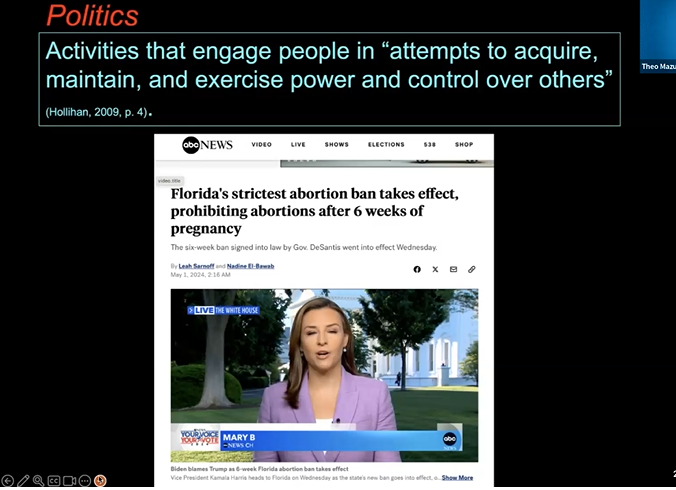 Politics
Activities that engage people in “attempts to acquire,
maintain, and exercise power and control over others”
(Hollihan, 2009, p. 4).
Theo Mazu
abc NEWS VIDEO LIVE SHOWS ELECTIONS 538 SHOP
video title
Florida's strictest abortion ban takes effect,
prohibiting abortions after 6 weeks of
pregnancy
The six-week ban signed into law by Gov. DeSantis went into effect Wednesday.
By Leah Sarnoff and Nadine El-Bawab
May 1, 2024, 2:16 AM
LIVE THE WHITE HOUSE
YOUR VOICE
YOUR VOTE
MARY B
NEWS CH
abc
NEWS
Biden blames Trump as 6-week Florida abortion ban takes effect
Vice President Kamala Harris heads to Florida on Wednesday as the state's new ban goes into effect, o...Show More
CC
2